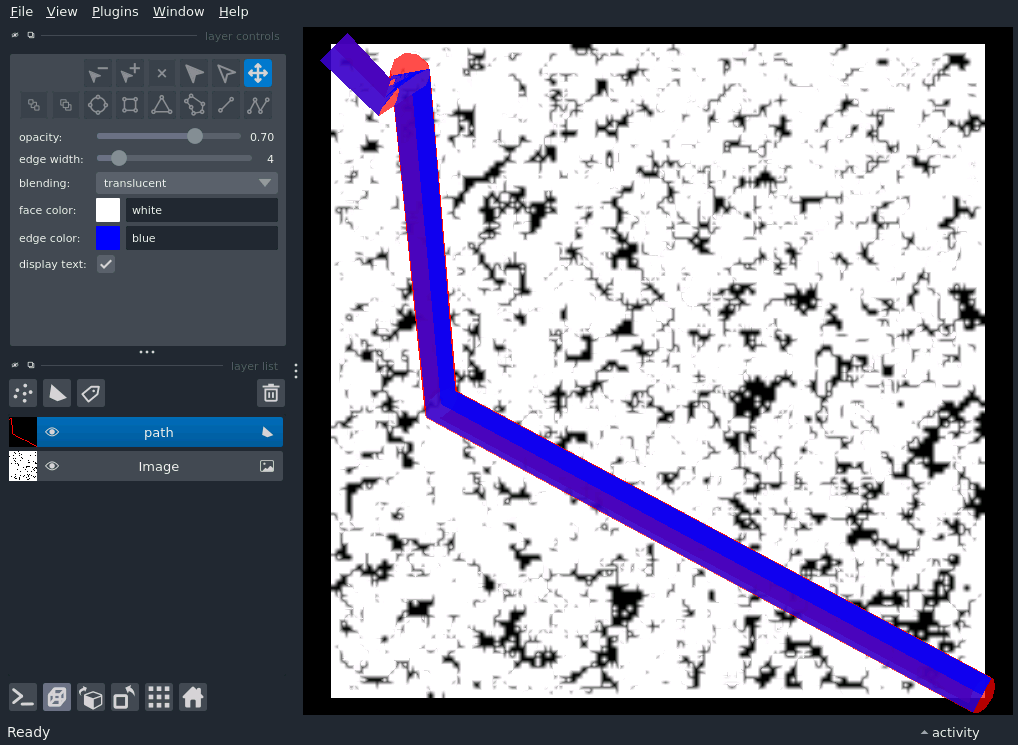 File View Plugins Window Help
layer controls
opacity: 0.70
edge width: 4
blending: translucent
face color: white
edge color: blue
display text:
layer list
path
Image
Ready
activity